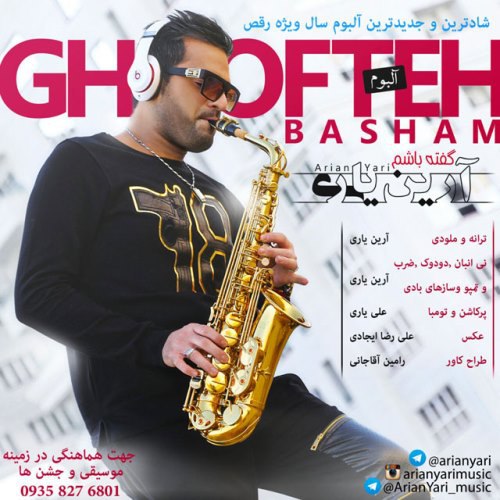 شادترین و جدیدترین آلبوم سال ویژه رقص
GHOFTEH
آلبوم
BASHAM
گفته باشم
Arian Yari
آرین یاری
ترانه و ملودی آرین یاری
نی انبان ,دودوک ,ضرب
و تمپو وسازهای بادی آرین یاری
پرکاشن و تومبا علی یاری
عکس علی رضا ایجادی
طراح کاور رامین آقاجانی
جهت هماهنگی در زمینه
موسیقی و جشن ها
0935 827 6801
@arianyari
arianyarimusic
@ArianYari_music